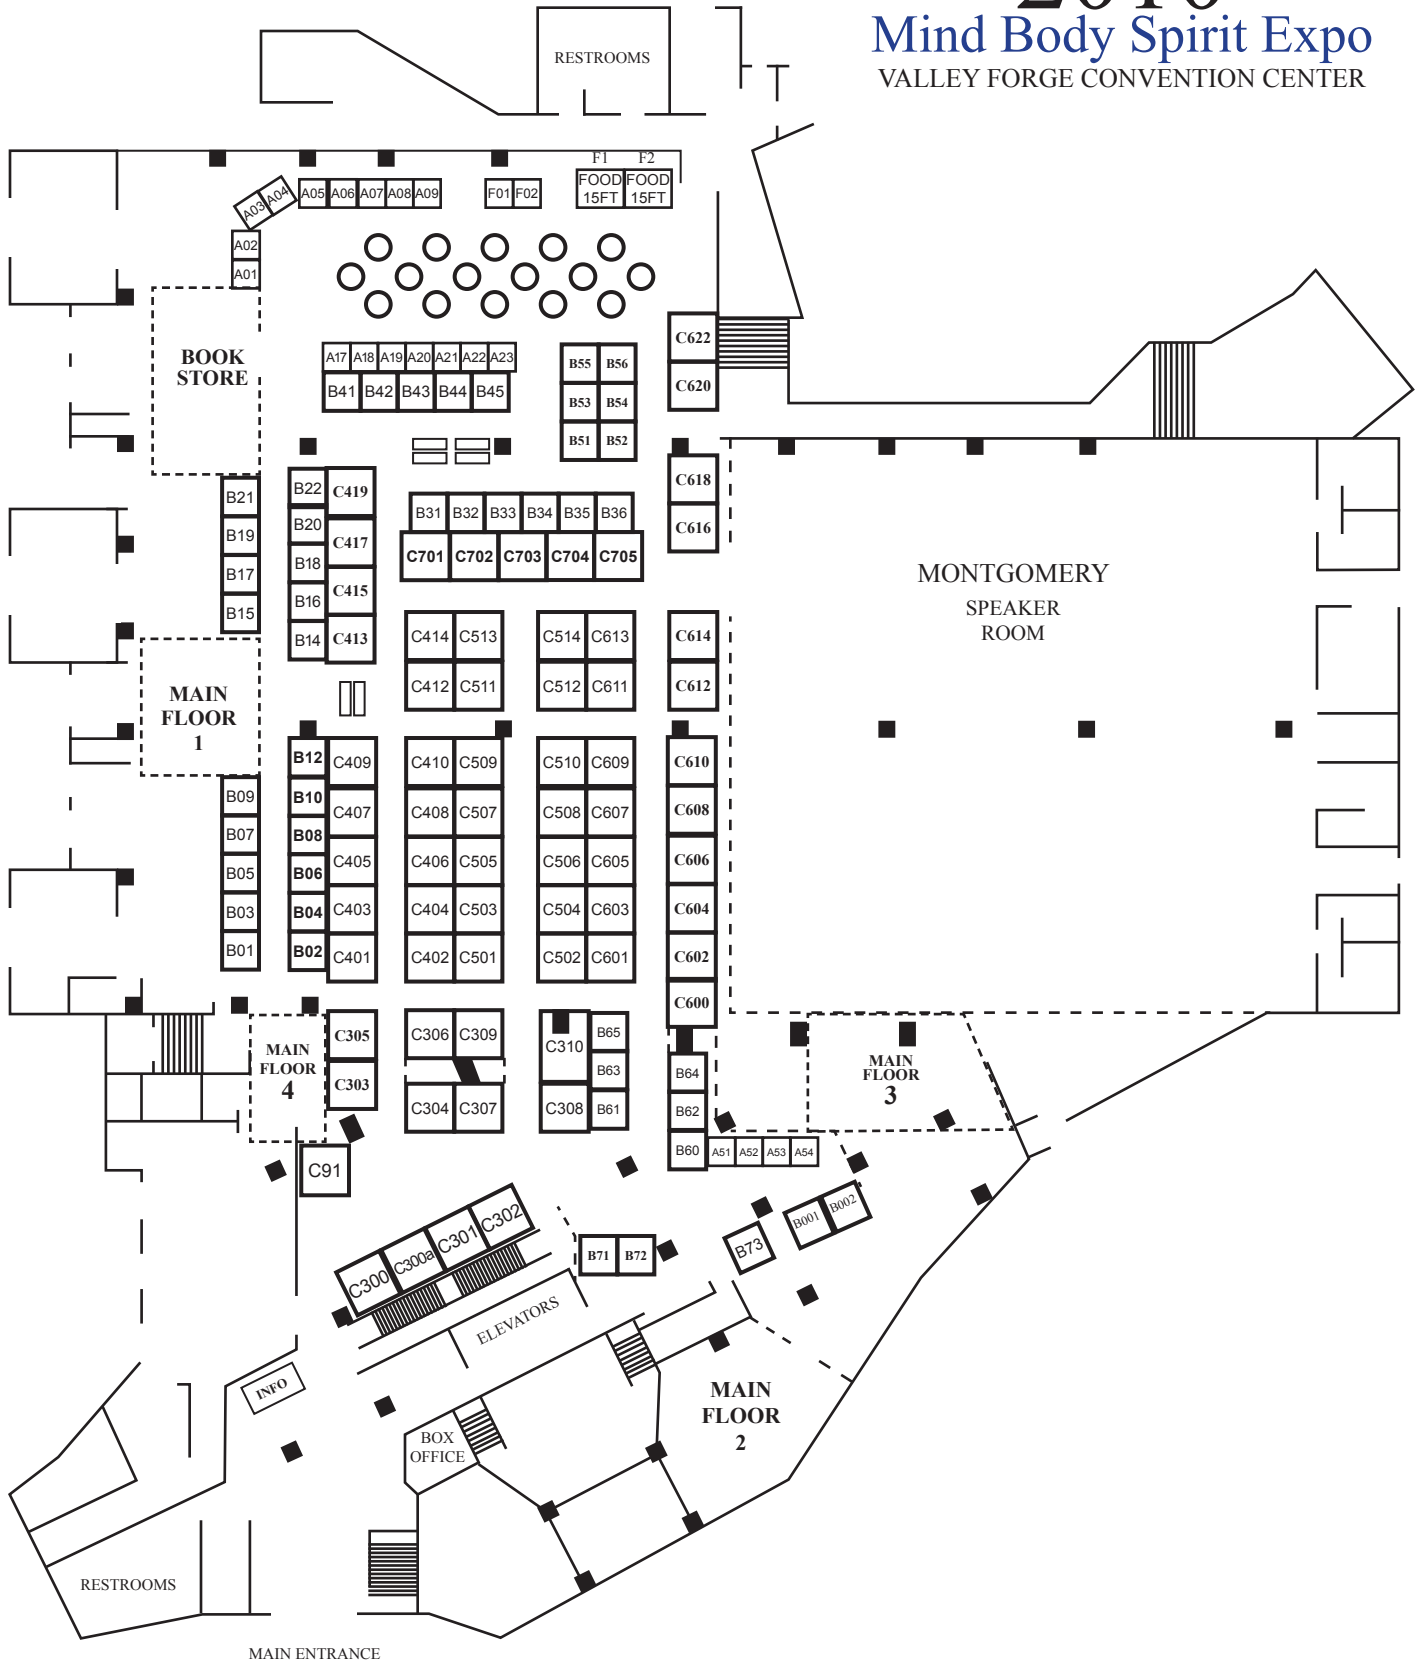 2016
Mind Body Spirit Expo
VALLEY FORGE CONVENTION CENTER
RESTROOMS
F1 F2
A03 A04 A05 A06 A07 A08 A09 F01 F02
FOOD 15FT
FOOD 15FT
A02
A01
BOOK
STORE
C622
C620
A17 A18 A19 A20 A21 A22 A23
B41 B42 B43 B44 B45
B55 B56
B53 B54
B51 B52
C618
C616
B21
B19
B17
B15
B22
B20
B18
B16
B14
C419
C417
C415
C413
B31 B32 B33 B34 B35 B36
C701 C702 C703 C704 C705
MONTGOMERY
SPEAKER
ROOM
C414 C513 C514 C613 C614
C412 C511 C512 C611 C612
MAIN
FLOOR
1
B12
B10
B08
B06
B04
B02
B09
B07
B05
B03
B01
C409 C410 C509 C510 C609 C610
C407 C408 C507 C508 C607 C608
C405 C406 C505 C506 C605 C606
C403 C404 C503 C504 C603 C604
C401 C402 C501 C502 C601 C602
C600
MAIN
FLOOR
4
C305
C303
C306 C309
C304 C307
C310
C308
B65
B63
B61
B64
B62
B60
A51 A52 A53 A54
MAIN
FLOOR
3
C91
C300 C300a C301 C302
B71 B72
B73
B001 B002
ELEVATORS
INFO
BOX
OFFICE
MAIN
FLOOR
2
RESTROOMS
MAIN ENTRANCE